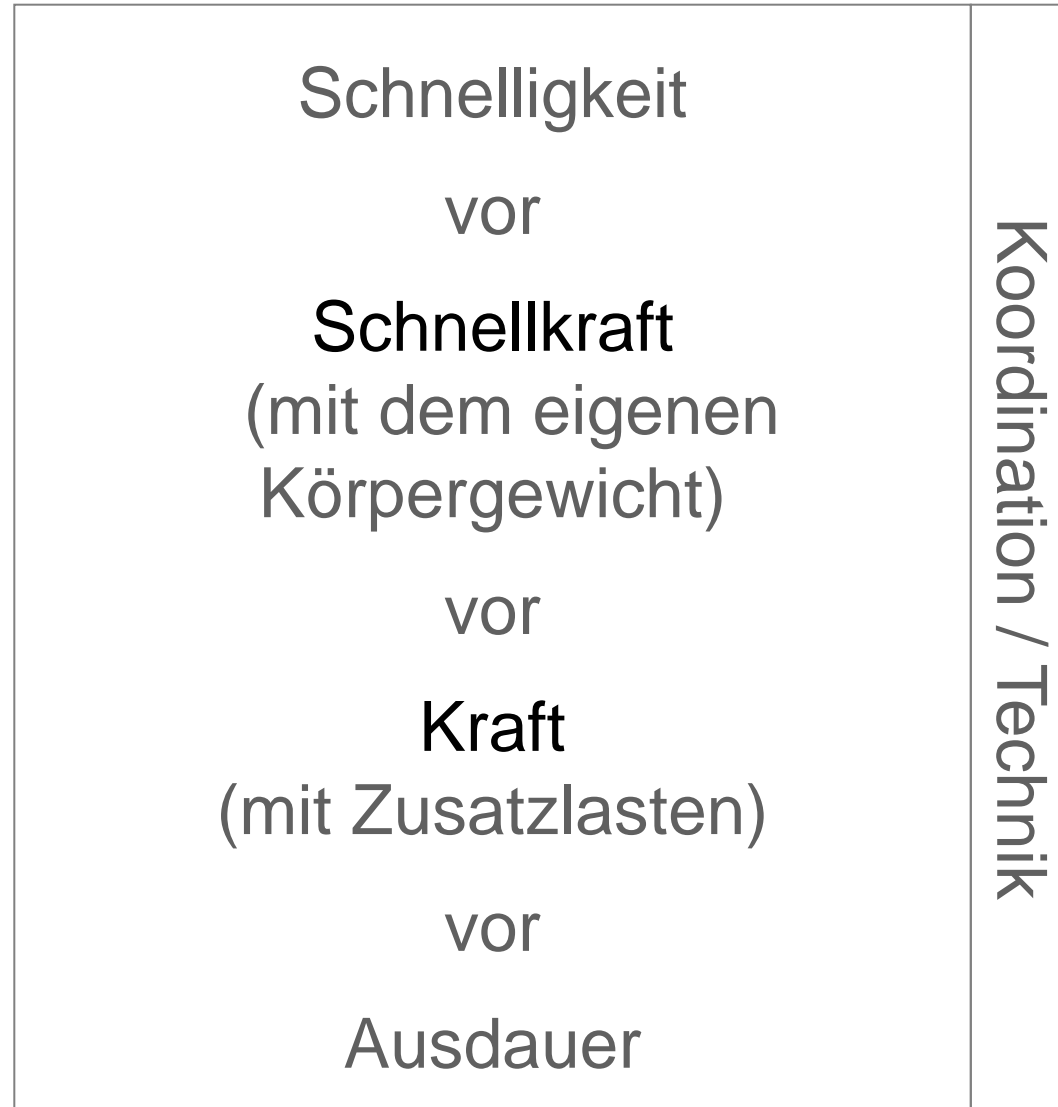 Schnelligkeit
vor
Schnellkraft
(mit dem eigenen
Körpergewicht)
vor
Kraft
(mit Zusatzlasten)
vor
Ausdauer
Koordination / Technik